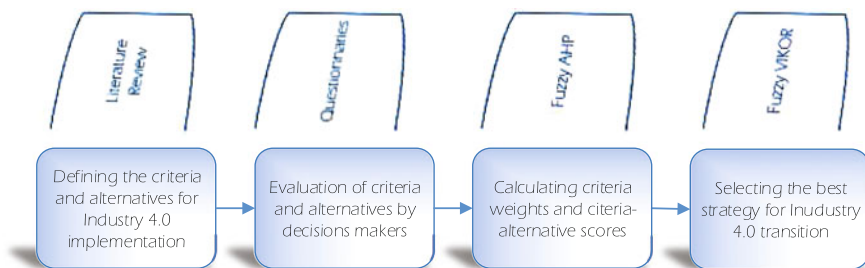 Literature
Review
Questionnaries
Fuzzy AHP
Fuzzy VIKOR
Defining the criteria
and alternatives for
Industry 4.0
implementation
Evaluation of criteria
and alternatives by
decisions makers
Calculating criteria
weights and citeria-
alternative scores
Selecting the best
strategy for Inudustry
4.0 transition